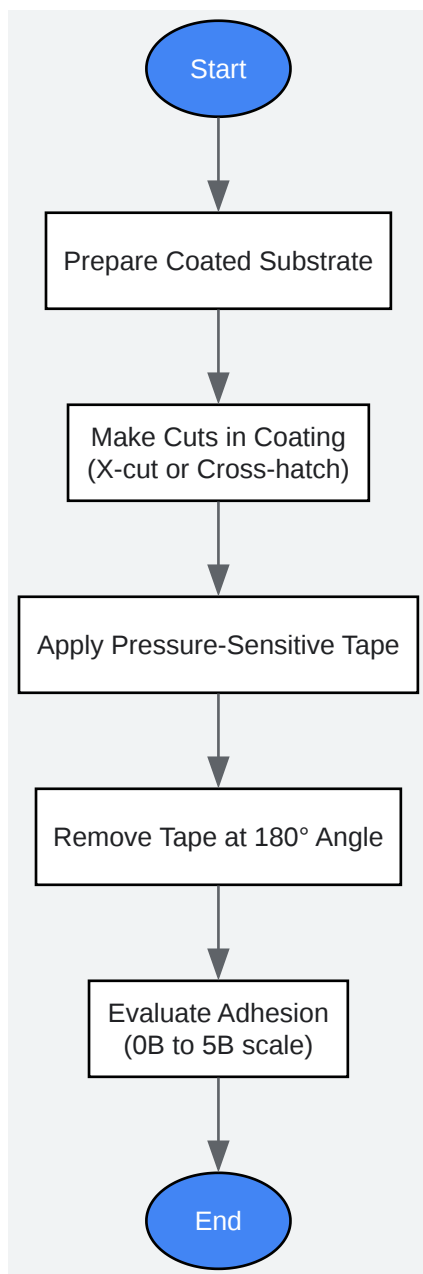 Start
Prepare Coated Substrate
Make Cuts in Coating
(X-cut or Cross-hatch)
Apply Pressure-Sensitive Tape
Remove Tape at 180° Angle
Evaluate Adhesion
(0B to 5B scale)
End